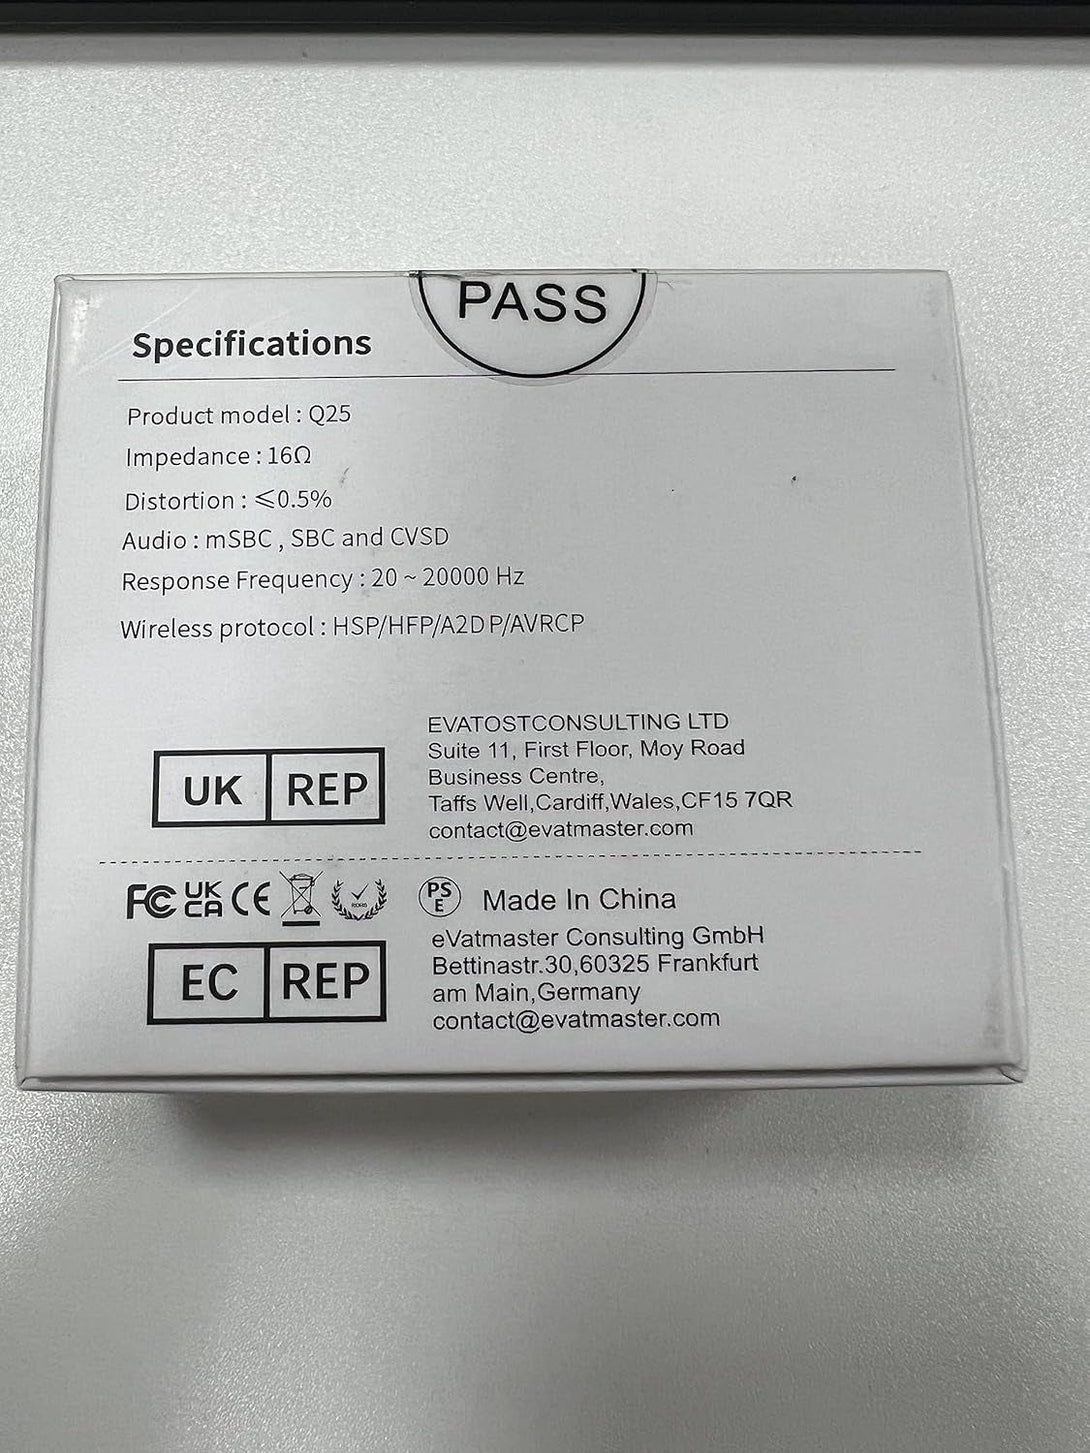 PASS
Specifications
Product model : Q25
Impedance : 16Ω
Distortion : ≤0.5%
Audio : mSBC , SBC and CVSD
Response Frequency : 20 ~ 20000 Hz
Wireless protocol : HSP/HFP/A2DP/AVRCP
EVATOSTCONSULTING LTD
Suite 11, First Floor, Moy Road
Business Centre,
Taffs Well,Cardiff,Wales,CF15 7QR
contact@evatmaster.com
UK REP
FC UK CA CE RoHS PS E Made In China
eVatmaster Consulting GmbH
Bettinastr.30,60325 Frankfurt
am Main,Germany
contact@evatmaster.com
EC REP